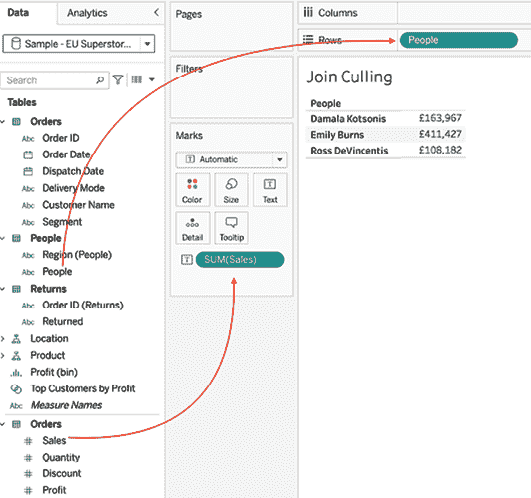 Data
Analytics
Sample - EU Superstor...
Search
Tables
Orders
Abc Order ID
Order Date
Dispatch Date
Abc Delivery Mode
Abc Customer Name
Abc Segment
People
Abc Region (People)
Abc People
Returns
Abc Order ID (Returns)
Abc Returned
Location
Product
Profit (bin)
Top Customers by Profit
Abc Measure Names
Orders
# Sales
# Quantity
# Discount
# Profit
Pages
Filters
Marks
T Automatic
Color
Size
T Text
Detail
Tooltip
T SUM(Sales)
Columns
Rows
People
Join Culling
People
Damala Kotsonis £163,967
Emily Burns £411,427
Ross DeVincentis £108,182